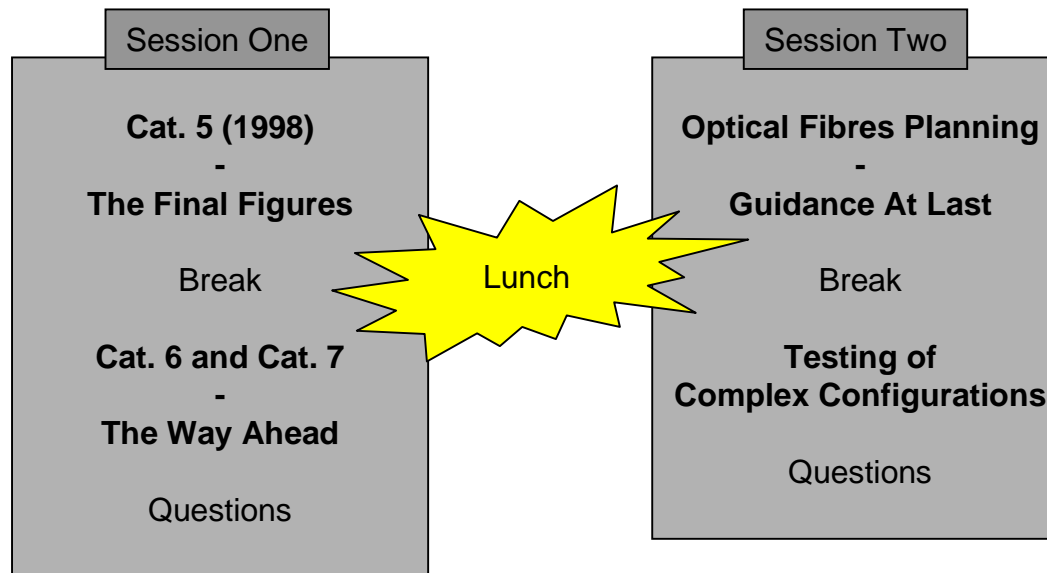 Session One
Cat. 5 (1998)
-
The Final Figures
Break
Cat. 6 and Cat. 7
-
The Way Ahead
Questions
Lunch
Session Two
Optical Fibres Planning
-
Guidance At Last
Break
Testing of
Complex Configurations
Questions